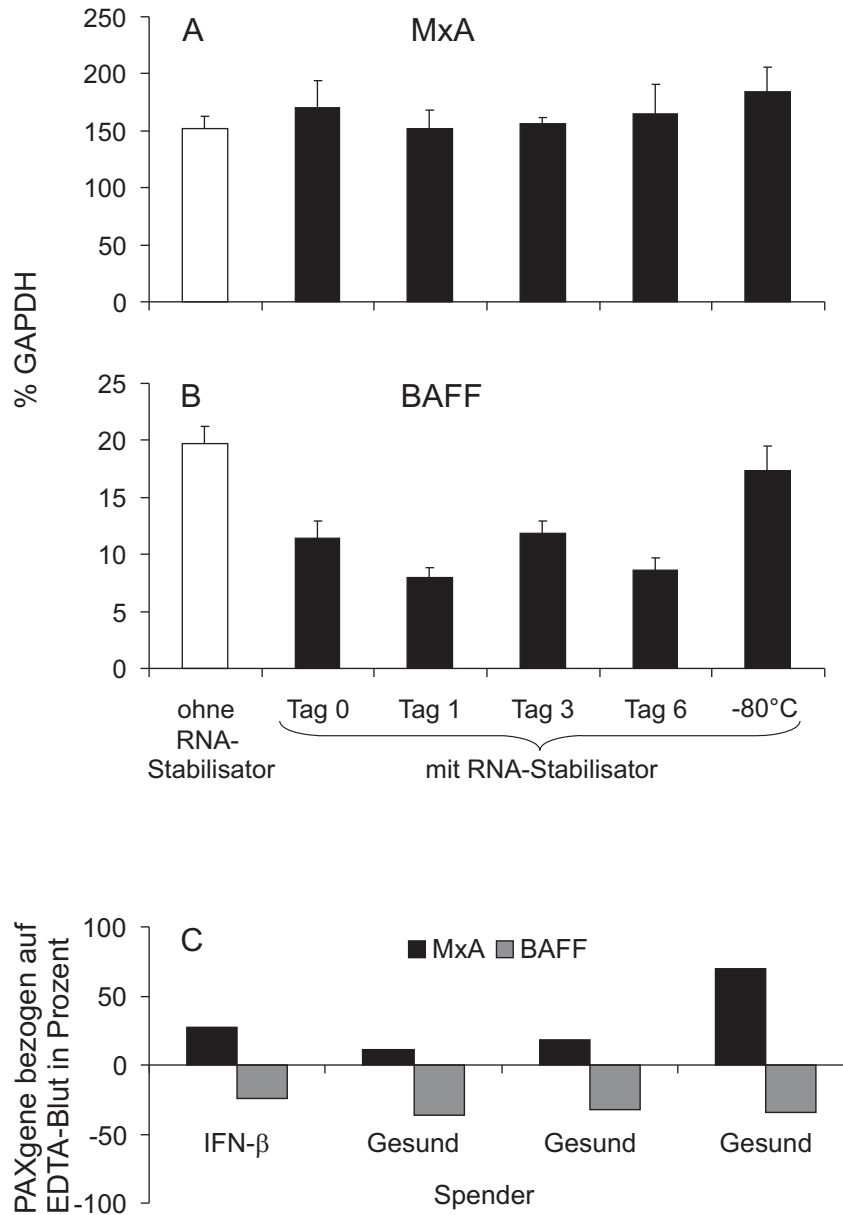 % GAPDH
A MxA
250
200
150
100
50
0
B BAFF
25
20
15
10
5
0
ohne
RNA-
Stabilisator
Tag 0 Tag 1 Tag 3 Tag 6 -80°C
mit RNA-Stabilisator
PAXgene bezogen auf
EDTA-Blut in Prozent
C
MxA BAFF
100
50
0
-50
-100
IFN-β Gesund Gesund Gesund
Spender